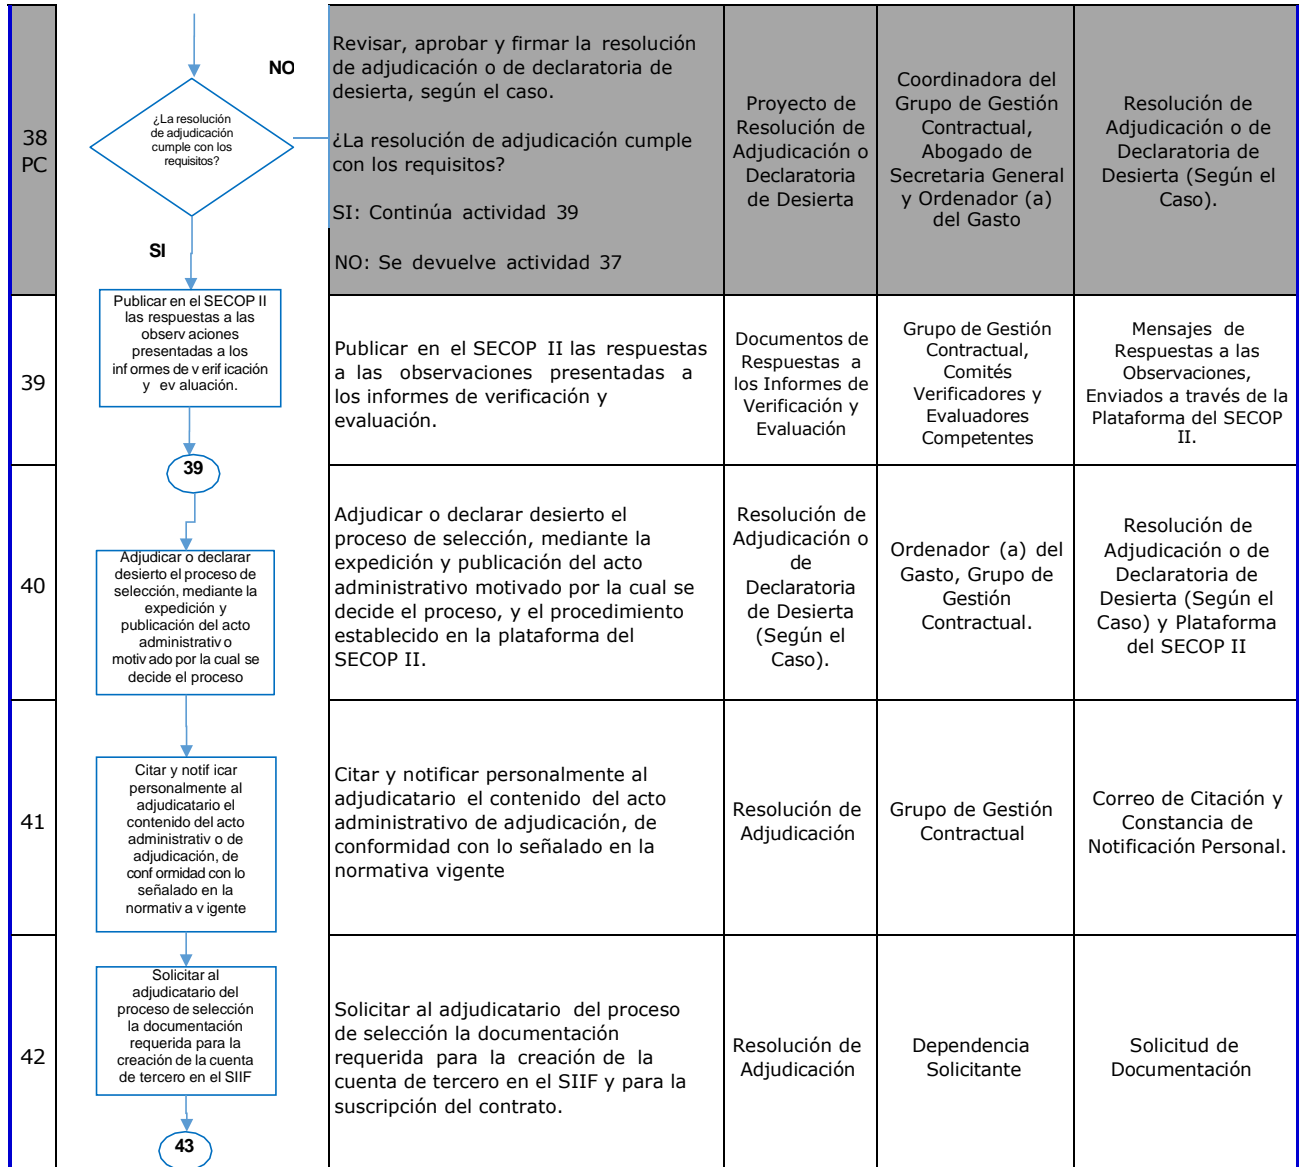 38
PC
NO
¿La resolución
de adjudicación
cumple con los
requisitos?
SI
Revisar, aprobar y firmar la resolución
de adjudicación o de declaratoria de
desierta, según el caso.
¿La resolución de adjudicación cumple
con los requisitos?
SI: Continúa actividad 39
NO: Se devuelve actividad 37
Proyecto de
Resolución de
Adjudicación o
Declaratoria
de Desierta
Coordinadora del
Grupo de Gestión
Contractual,
Abogado de
Secretaria General
y Ordenador (a)
del Gasto
Resolución de
Adjudicación o de
Declaratoria de
Desierta (Según el
Caso).
39
Publicar en el SECOP II
las respuestas a las
observ aciones
presentadas a los
inf ormes de v erif icación
y ev aluación.
39
Publicar en el SECOP II las respuestas
a las observaciones presentadas a
los informes de verificación y
evaluación.
Documentos de
Respuestas a
los Informes de
Verificación y
Evaluación
Grupo de Gestión
Contractual,
Comités
Verificadores y
Evaluadores
Competentes
Mensajes de
Respuestas a las
Observaciones,
Enviados a través de la
Plataforma del SECOP
II.
40
Adjudicar o declarar
desierto el proceso de
selección, mediante la
expedición y
publicación del acto
administrativ o
motiv ado por la cual se
decide el proceso
Adjudicar o declarar desierto el
proceso de selección, mediante la
expedición y publicación del acto
administrativo motivado por la cual se
decide el proceso, y el procedimiento
establecido en la plataforma del
SECOP II.
Resolución de
Adjudicación o
de
Declaratoria
de Desierta
(Según el
Caso).
Ordenador (a) del
Gasto, Grupo de
Gestión
Contractual.
Resolución de
Adjudicación o de
Declaratoria de
Desierta (Según el
Caso) y Plataforma
del SECOP II
41
Citar y notif icar
personalmente al
adjudicatario el
contenido del acto
administrativ o de
adjudicación, de
conf ormidad con lo
señalado en la
normativ a v igente
Citar y notificar personalmente al
adjudicatario el contenido del acto
administrativo de adjudicación, de
conformidad con lo señalado en la
normativa vigente
Resolución de
Adjudicación
Grupo de Gestión
Contractual
Correo de Citación y
Constancia de
Notificación Personal.
42
Solicitar al
adjudicatario del
proceso de selección
la documentación
requerida para la
creación de la cuenta
de tercero en el SIIF
43
Solicitar al adjudicatario del proceso
de selección la documentación
requerida para la creación de la
cuenta de tercero en el SIIF y para la
suscripción del contrato.
Resolución de
Adjudicación
Dependencia
Solicitante
Solicitud de
Documentación